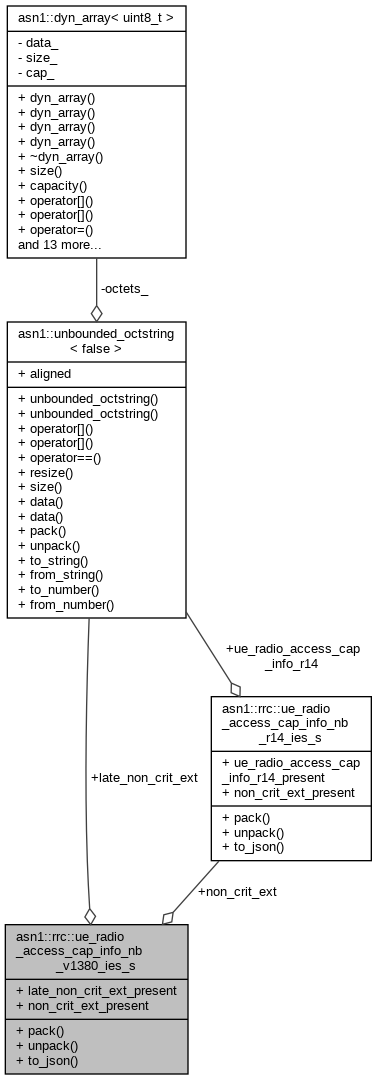 asn1::dyn_array< uint8_t >
- data_
- size_
- cap_
+ dyn_array()
+ dyn_array()
+ dyn_array()
+ dyn_array()
+ ~dyn_array()
+ size()
+ capacity()
+ operator[]()
+ operator[]()
+ operator=()
and 13 more...
-octets_
asn1::unbounded_octstring
< false >
+ aligned
+ unbounded_octstring()
+ unbounded_octstring()
+ operator[]()
+ operator[]()
+ operator==()
+ resize()
+ size()
+ data()
+ data()
+ pack()
+ unpack()
+ to_string()
+ from_string()
+ to_number()
+ from_number()
+ue_radio_access_cap
_info_r14
asn1::rrc::ue_radio
_access_cap_info_nb
_r14_ies_s
+ ue_radio_access_cap
_info_r14_present
+ non_crit_ext_present
+ pack()
+ unpack()
+ to_json()
+late_non_crit_ext
+non_crit_ext
asn1::rrc::ue_radio
_access_cap_info_nb
_v1380_ies_s
+ late_non_crit_ext_present
+ non_crit_ext_present
+ pack()
+ unpack()
+ to_json()